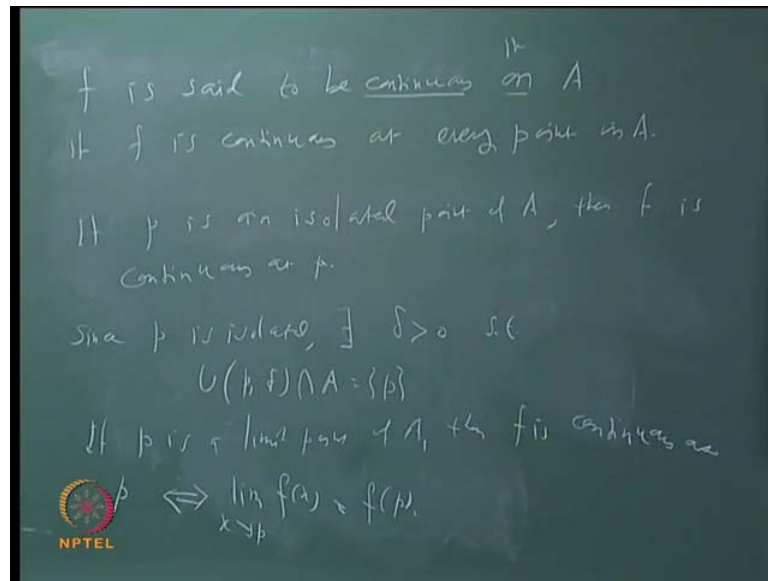 f is said to be continuous on A
if f is continuous at every point in A.
If p is an isolated point of A, then f is
continuous at p.
Since p is isolated, ∃ δ>0 s.t.
U(p, δ) ∩ A = {p}
If p is a limit point of A, then f is continuous at
p ⇔ lim f(x) = f(p).
x→p
NPTEL